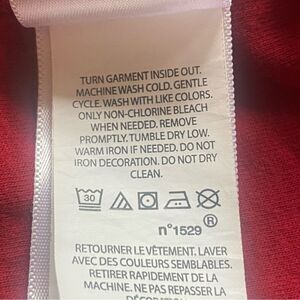 TURN GARMENT INSIDE OUT.
MACHINE WASH COLD. GENTLE
CYCLE. WASH WITH LIKE COLORS.
ONLY NON-CHLORINE BLEACH
WHEN NEEDED. REMOVE
PROMPTLY. TUMBLE DRY LOW.
WARM IRON IF NEEDED. DO NOT
IRON DECORATION. DO NOT DRY
CLEAN.
30
n°1529 ®
RETOURNER LE VÊTEMENT. LAVER
AVEC DES COULEURS SEMBLABLES.
RETIRER RAPIDEMENT DE LA
MACHINE. NE PAS REPASSER LA